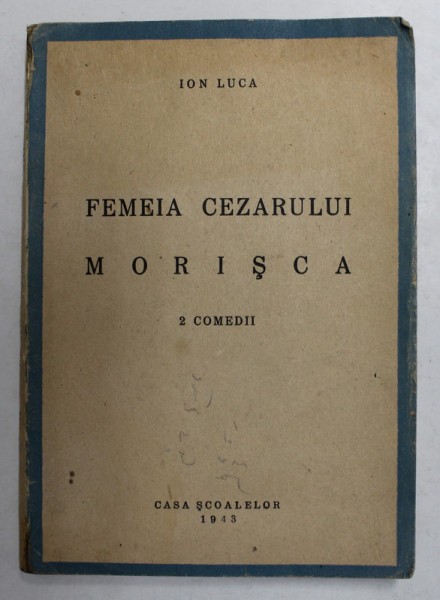 ION LUCA
FEMEIA CEZARULUI
MORIŞCA
2 COMEDII
CASA ŞCOALELOR
1943